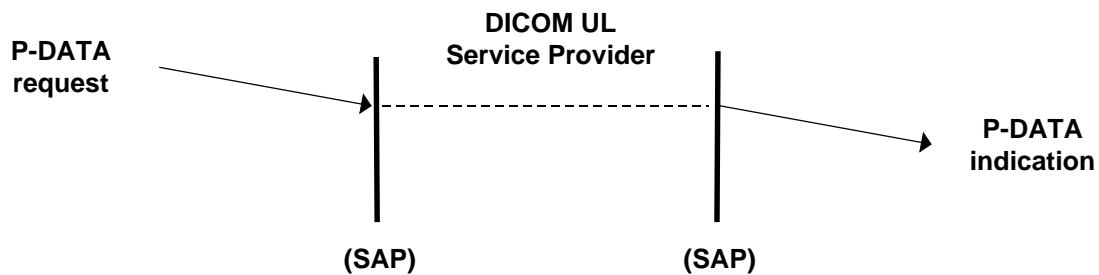 DICOM UL
Service Provider
P-DATA
request
P-DATA
indication
(SAP)
(SAP)